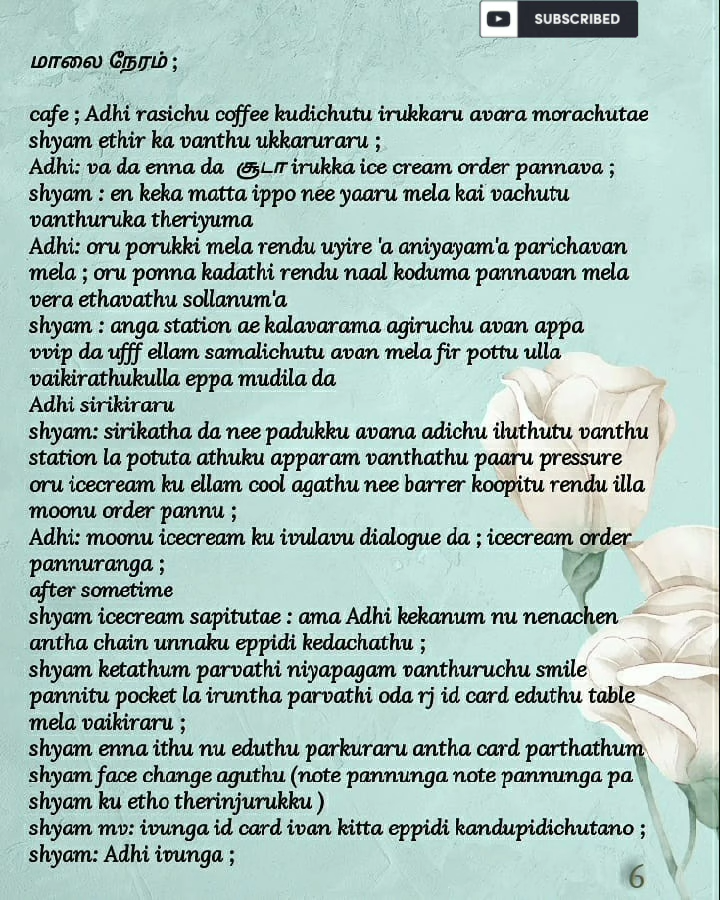 SUBSCRIBED
மாலை நேரம் ;
cafe ; Adhi rasichu coffee kudichutu irukkaru avara morachutae
shyam ethir ka vanthu ukkaruraru ;
Adhi: va da enna da சூடா irukka ice cream order pannava ;
shyam : en keka matta ippo nee yaaru mela kai vachutu
vanthuruka theriyuma
Adhi: oru porukki mela rendu uyire 'a aniyayam'a parichavan
mela ; oru ponna kadathi rendu naal koduma pannavan mela
vera ethavathu sollanum'a
shyam : anga station ae kalavarama agiruchu avan appa
vvip da ufff ellam samalichutu avan mela fir pottu ulla
vaikirathukulla eppa mudila da
Adhi sirikiraru
shyam: sirikatha da nee padukku avana adichu iluthutu vanthu
station la potuta athuku apparam vanthathu paaru pressure
oru icecream ku ellam cool agathu nee barrer koopitu rendu illa
moonu order pannu ;
Adhi: moonu icecream ku ivulavu dialogue da ; icecream order
pannuranga ;
after sometime
shyam icecream sapitutae : ama Adhi kekanum nu nenachen
antha chain unnaku eppidi kedachathu ;
shyam ketathum parvathi niyapagam vanthuruchu smile
pannitu pocket la iruntha parvathi oda rj id card eduthu table
mela vaikiraru ;
shyam enna ithu nu eduthu parkuraru antha card parthathum
shyam face change aguthu (note pannunga note pannunga pa
shyam ku etho therinjurukku )
shyam mv: ivunga id card ivan kitta eppidi kandupidichutano ;
shyam: Adhi ivunga ;
6